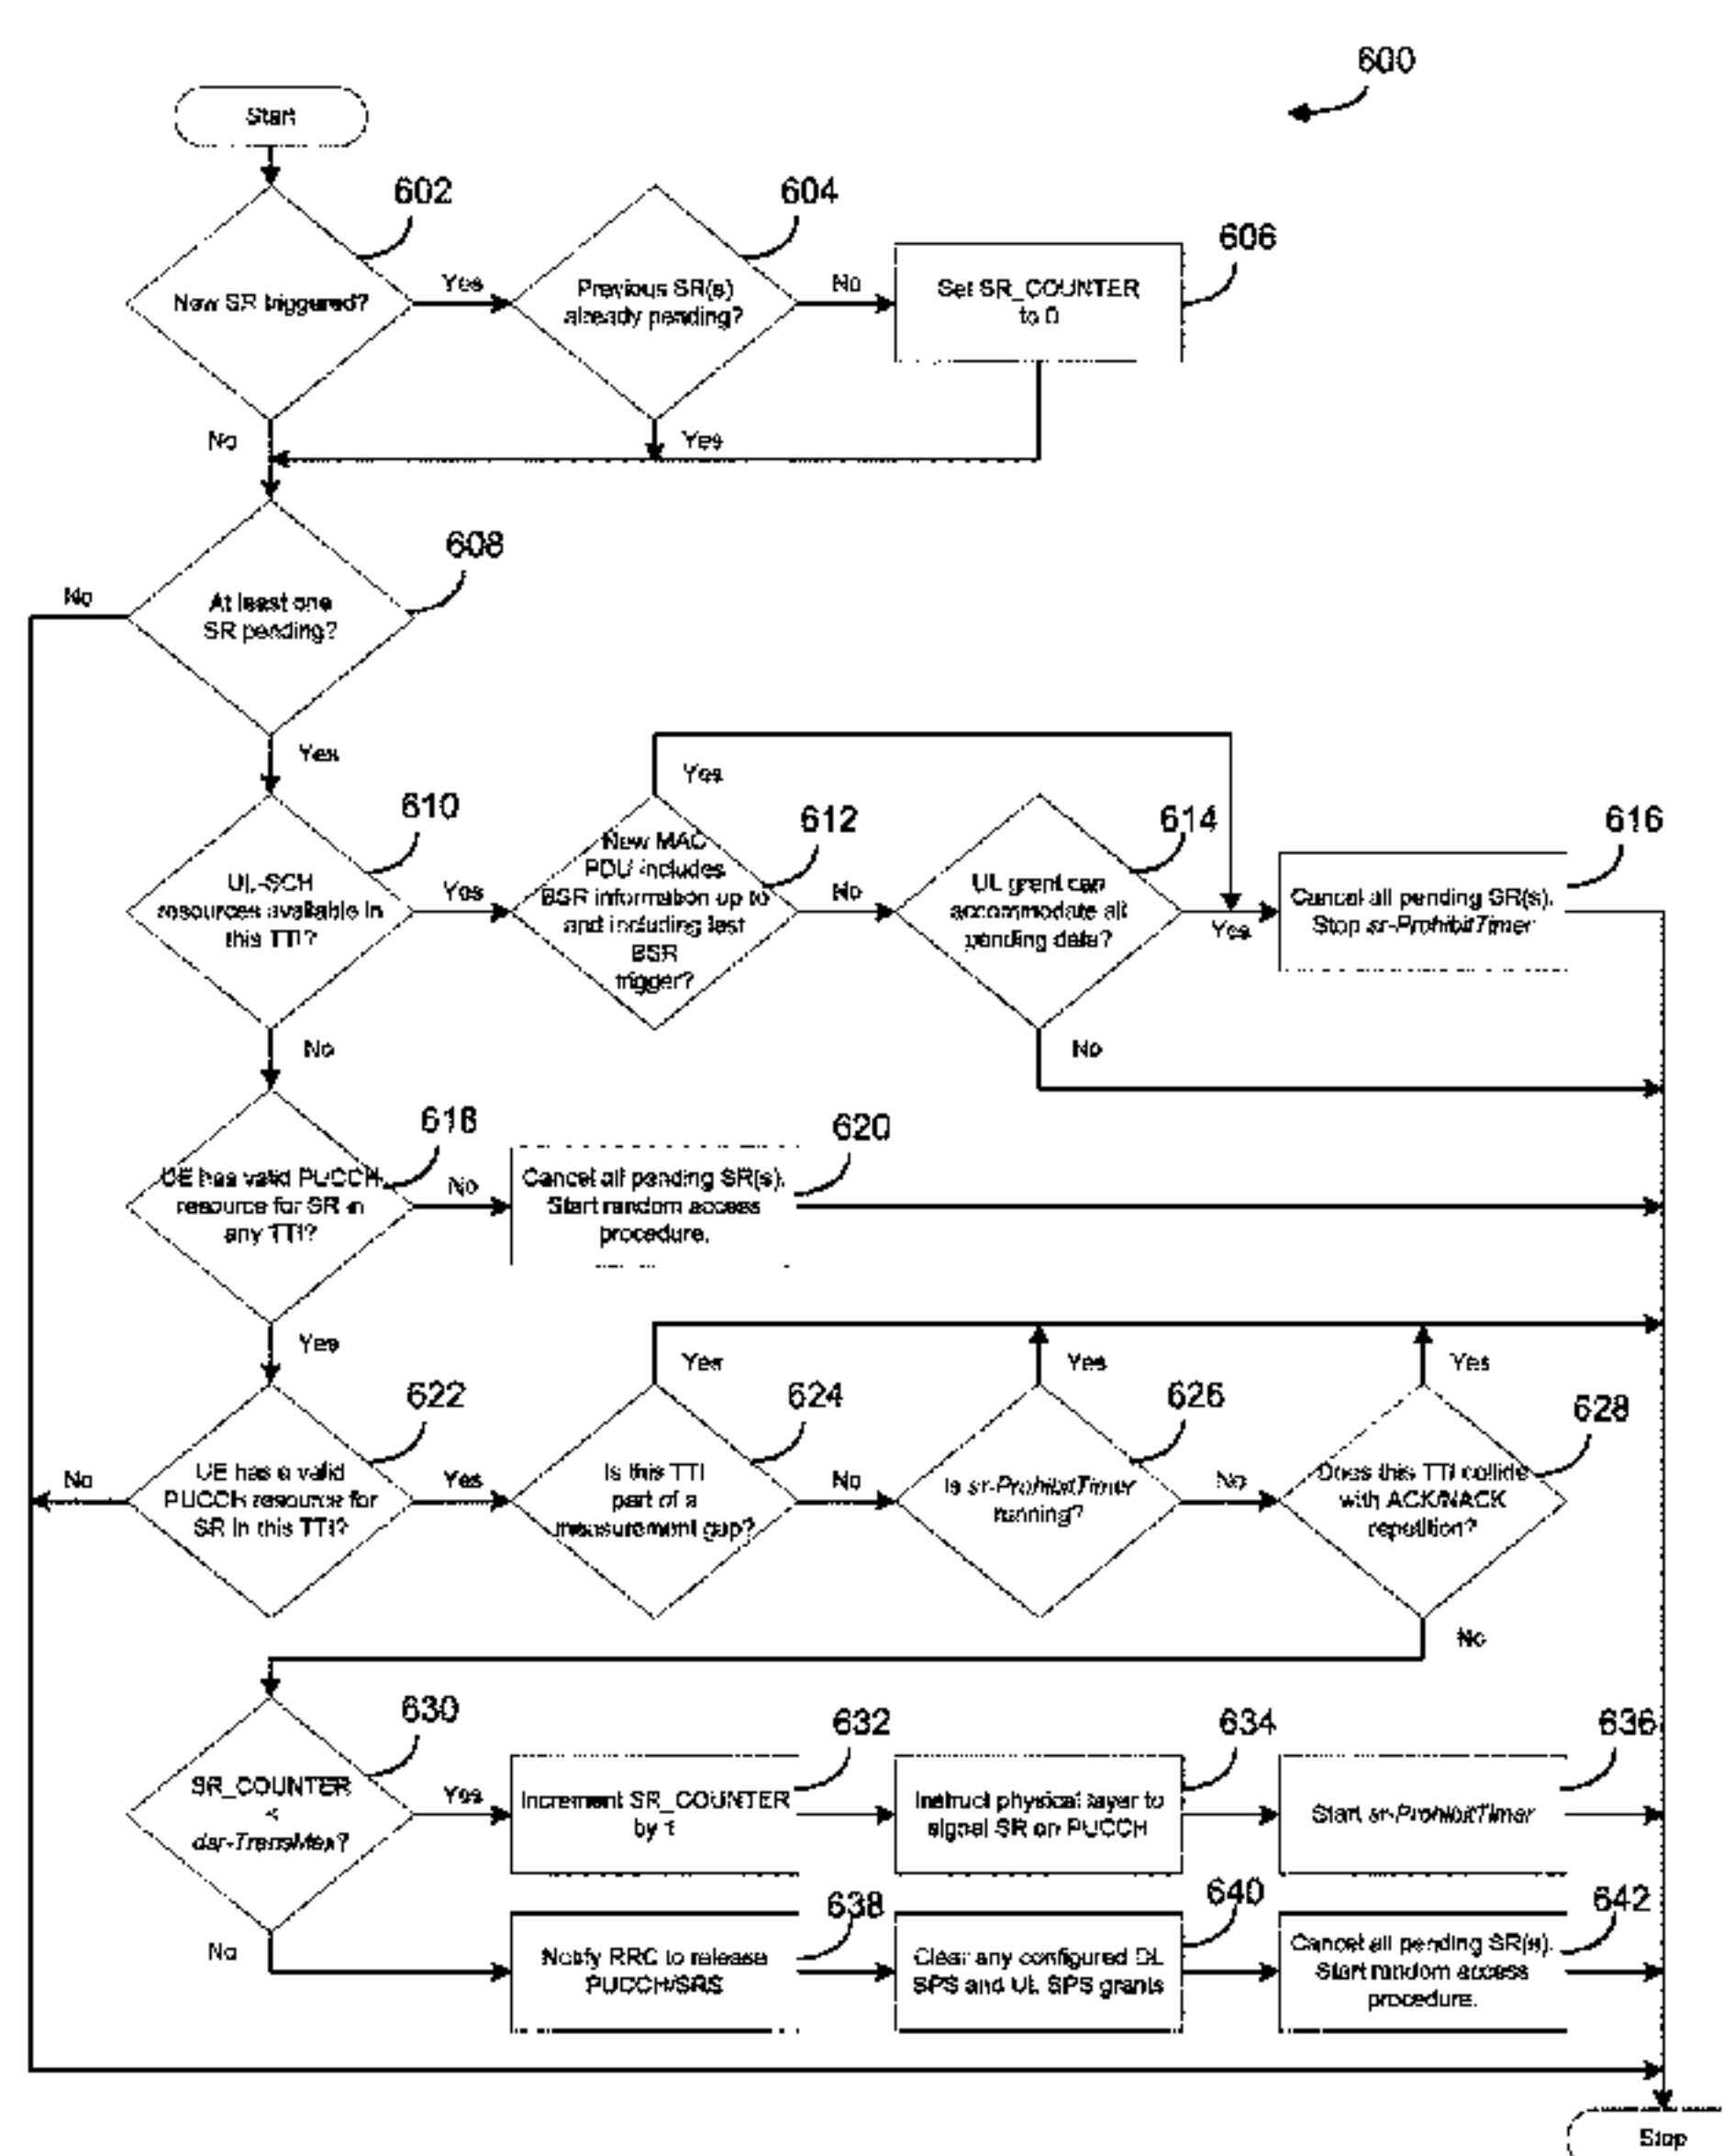 600
Start
602
604
606
New SR triggered?
Yes
Previous SR(s)
already pending?
No
Set SR_COUNTER
to 0
No
Yes
608
No
At least one
SR pending?
Yes
Yes
610
612
614
616
UL-SCH
resources available in
this TTI?
Yes
New MAC
PDU includes
BSR information up to
and including last
BSR
trigger?
No
UL grant can
accommodate all
pending data?
Yes
Cancel all pending SR(s).
Stop sr-ProhibitTimer
No
No
618
620
UE has valid PUCCH
resource for SR in
any TTI?
No
Cancel all pending SR(s).
Start random access
procedure.
Yes
Yes
Yes
Yes
622
624
626
628
No
UE has a valid
PUCCH resource for
SR in this TTI?
Yes
Is this TTI
part of a
measurement gap?
No
Is sr-ProhibitTimer
running?
No
Does this TTI collide
with ACK/NACK
repetition?
No
630
632
634
636
SR_COUNTER
<
dsr-TransMax?
Yes
Increment SR_COUNTER
by 1
Instruct physical layer to
signal SR on PUCCH
Start sr-ProhibitTimer
638
640
642
No
Notify RRC to release
PUCCH/SRS
Clear any configured DL
SPS and UL SPS grants
Cancel all pending SR(s).
Start random access
procedure.
Stop